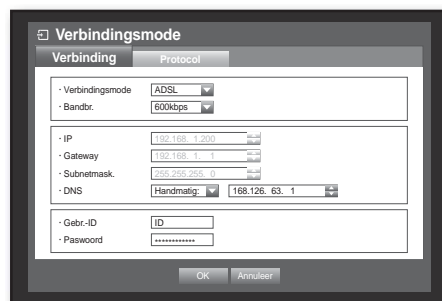 Verbindingsmode
Verbinding Protocol
· Verbindingsmode ADSL
· Bandbr. 600kbps
· IP 192.168. 1.200
· Gateway 192.168. 1. 1
· Subnetmask. 255.255.255. 0
· DNS Handmatig: 168.126. 63. 1
· Gebr.-ID ID
· Paswoord ************
OK Annuleer